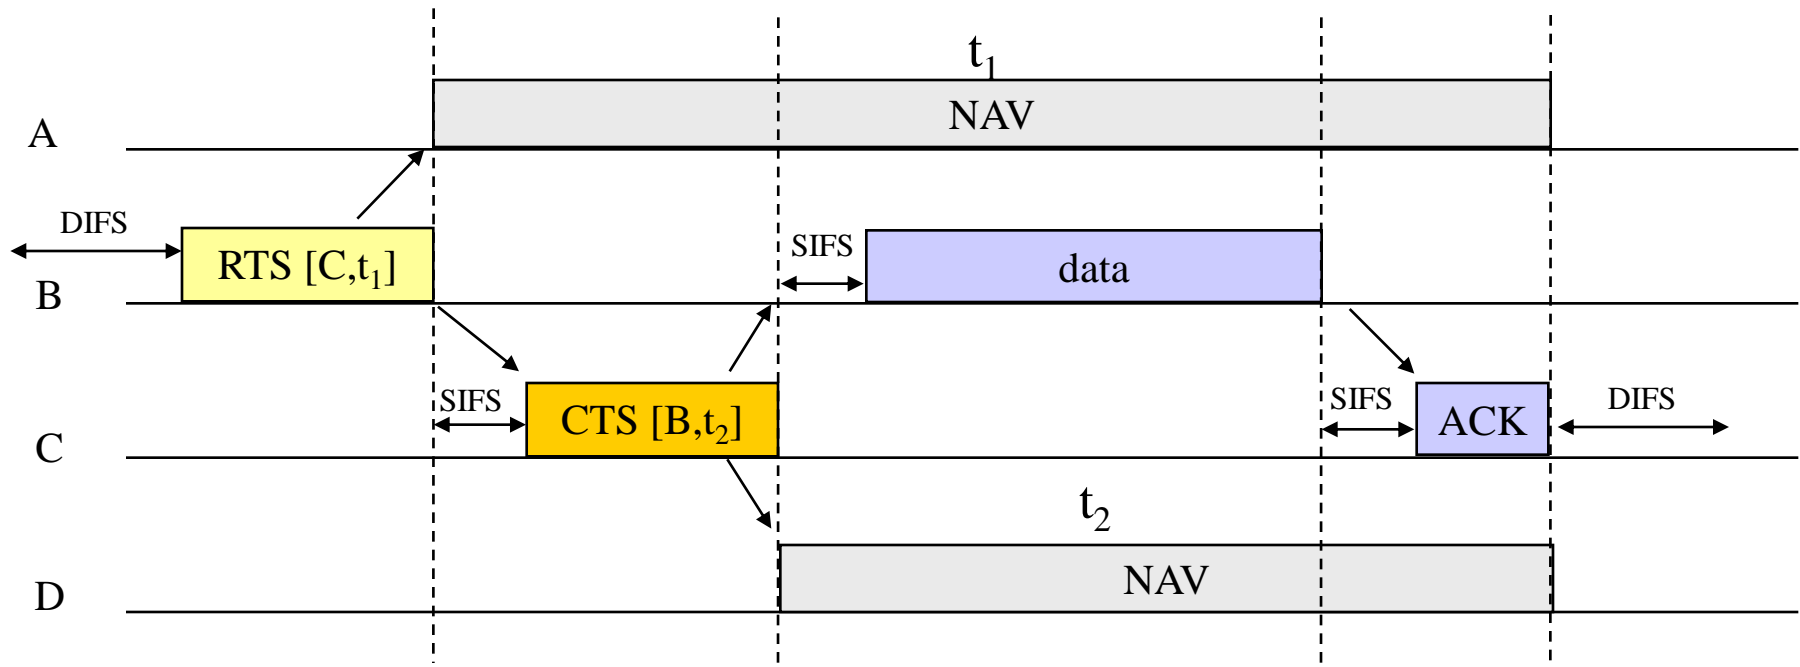 t₁
NAV
A
DIFS
RTS [C,t₁]
SIFS
data
B
SIFS
CTS [B,t₂]
SIFS
ACK
DIFS
C
t₂
NAV
D